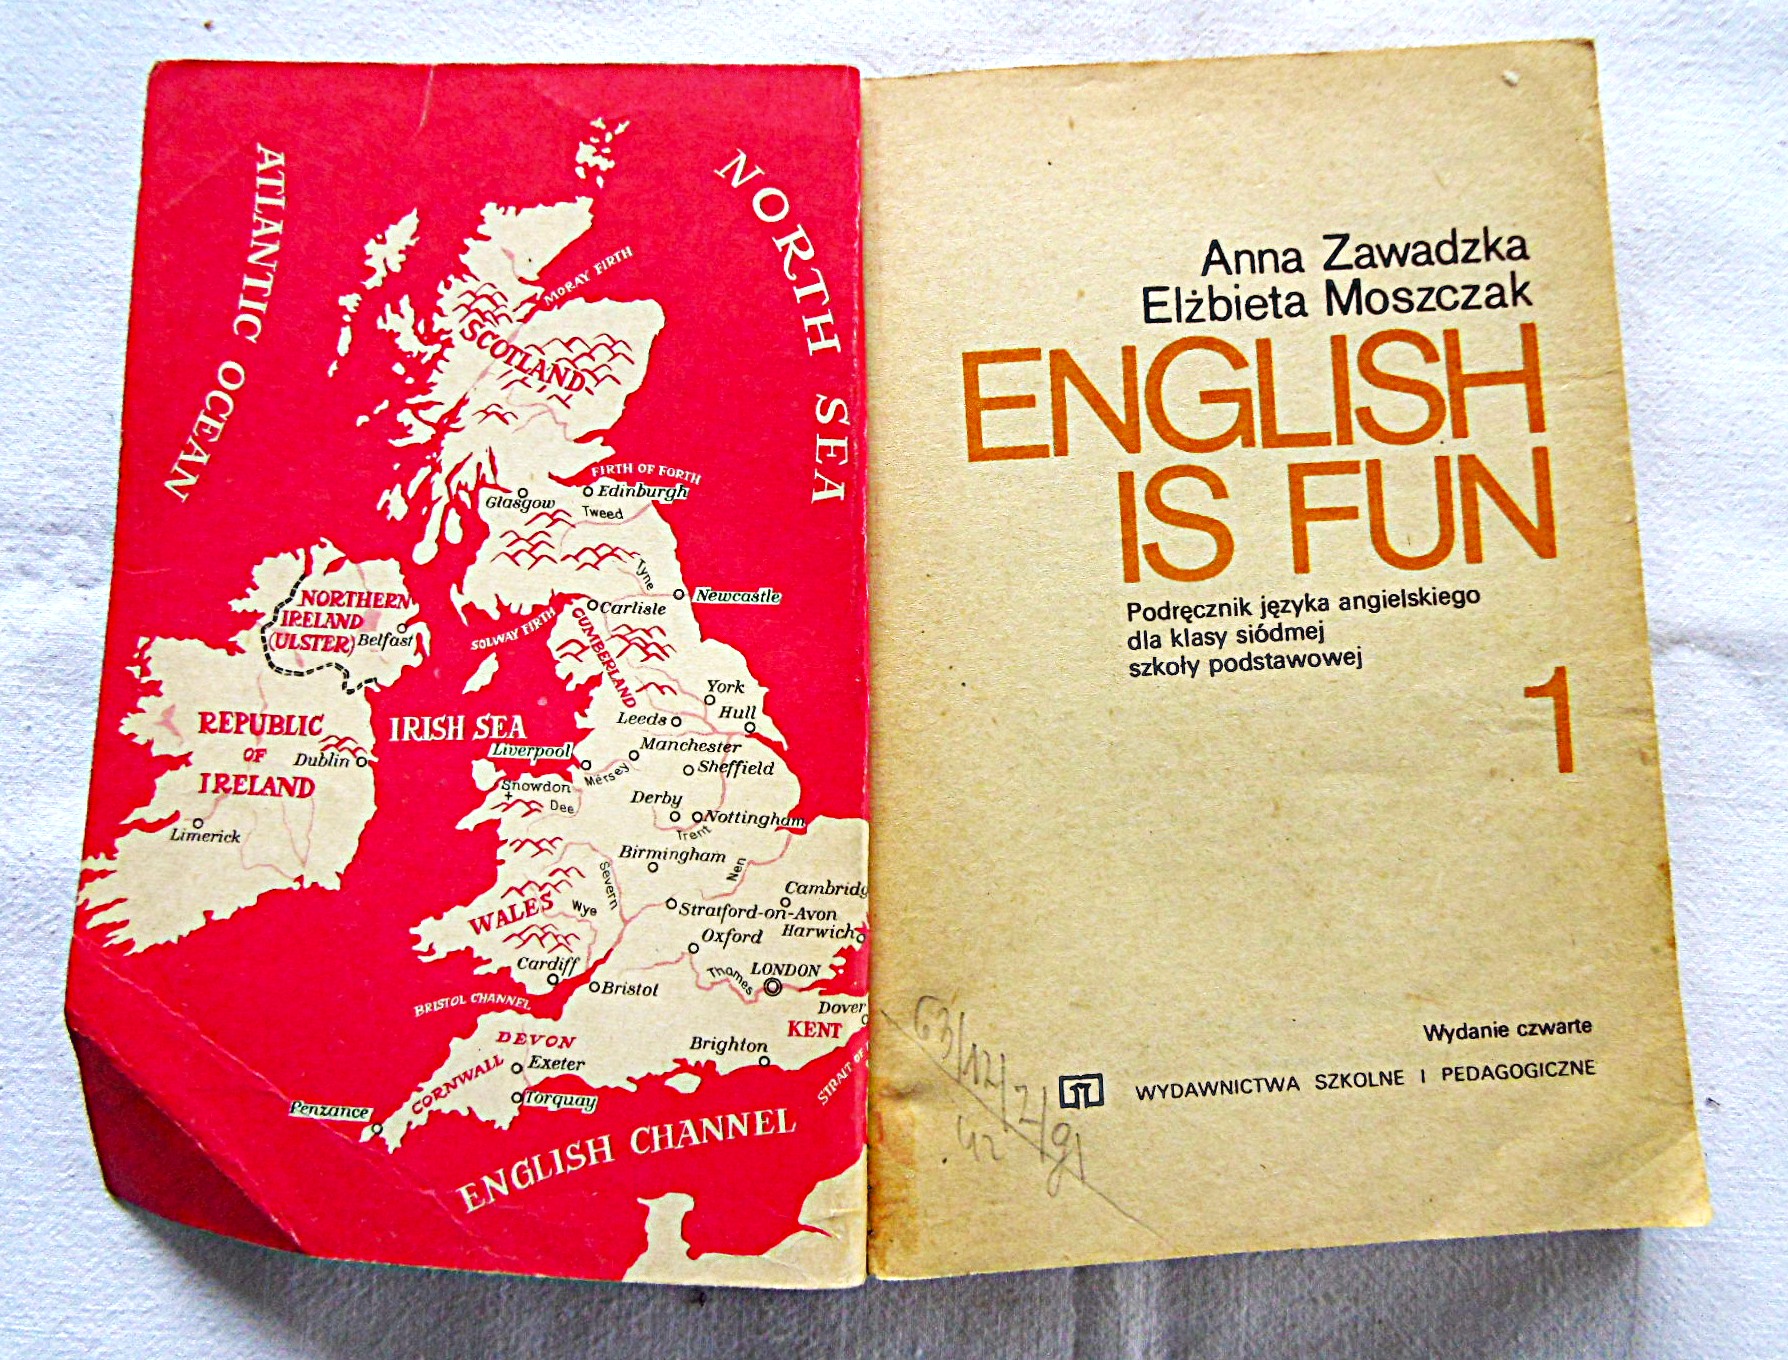 ATLANTIC OCEAN
NORTH SEA
MORAY FIRTH
SCOTLAND
FIRTH OF FORTH
Glasgow
Edinburgh
Tweed
Tyne
Newcastle
Carlisle
SOLWAY FIRTH
CUMBERLAND
NORTHERN
IRELAND
(ULSTER)
Belfast
York
Hull
Leeds
REPUBLIC
OF
IRELAND
Dublin
IRISH SEA
Liverpool
Manchester
Mersey
Sheffield
Snowdon
Dee
Derby
Nottingham
Trent
Limerick
Birmingham
Nen
Severn
Cambridg
WALES
Wye
Stratford-on-Avon
Harwich
Oxford
Cardiff
Thames
LONDON
Bristol
BRISTOL CHANNEL
Dover
KENT
DEVON
Brighton
Exeter
CORNWALL
STRAIT OF
Penzance
Torquay
ENGLISH CHANNEL
Anna Zawadzka
Elżbieta Moszczak
ENGLISH
IS FUN
Podręcznik języka angielskiego
dla klasy siódmej
szkoły podstawowej
1
Wydanie czwarte
WYDAWNICTWA SZKOLNE I PEDAGOGICZNE